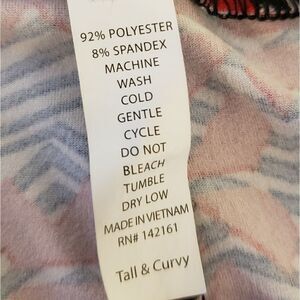 92% POLYESTER
8% SPANDEX
MACHINE
WASH
COLD
GENTLE
CYCLE
DO NOT
BLEACH
TUMBLE
DRY LOW
MADE IN VIETNAM
RN# 142161
Tall & Curvy